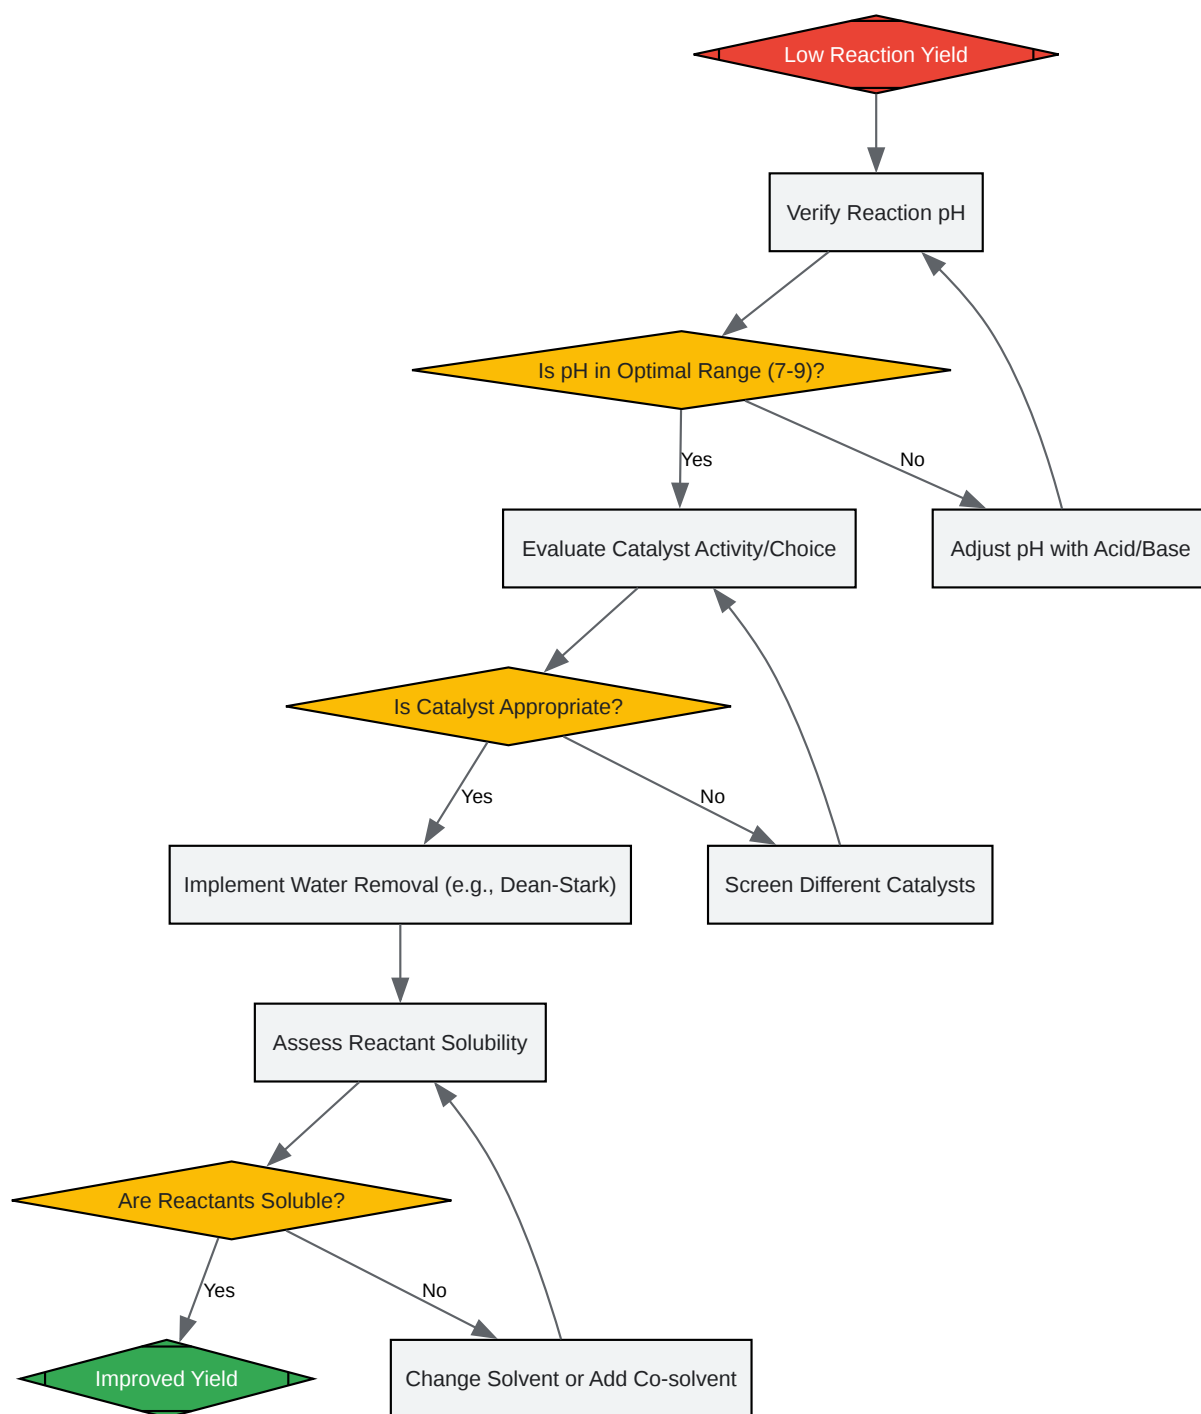 Low Reaction Yield
Verify Reaction pH
Is pH in Optimal Range (7-9)?
Yes
No
Evaluate Catalyst Activity/Choice
Adjust pH with Acid/Base
Is Catalyst Appropriate?
Yes
No
Implement Water Removal (e.g., Dean-Stark)
Screen Different Catalysts
Assess Reactant Solubility
Are Reactants Soluble?
Yes
No
Improved Yield
Change Solvent or Add Co-solvent